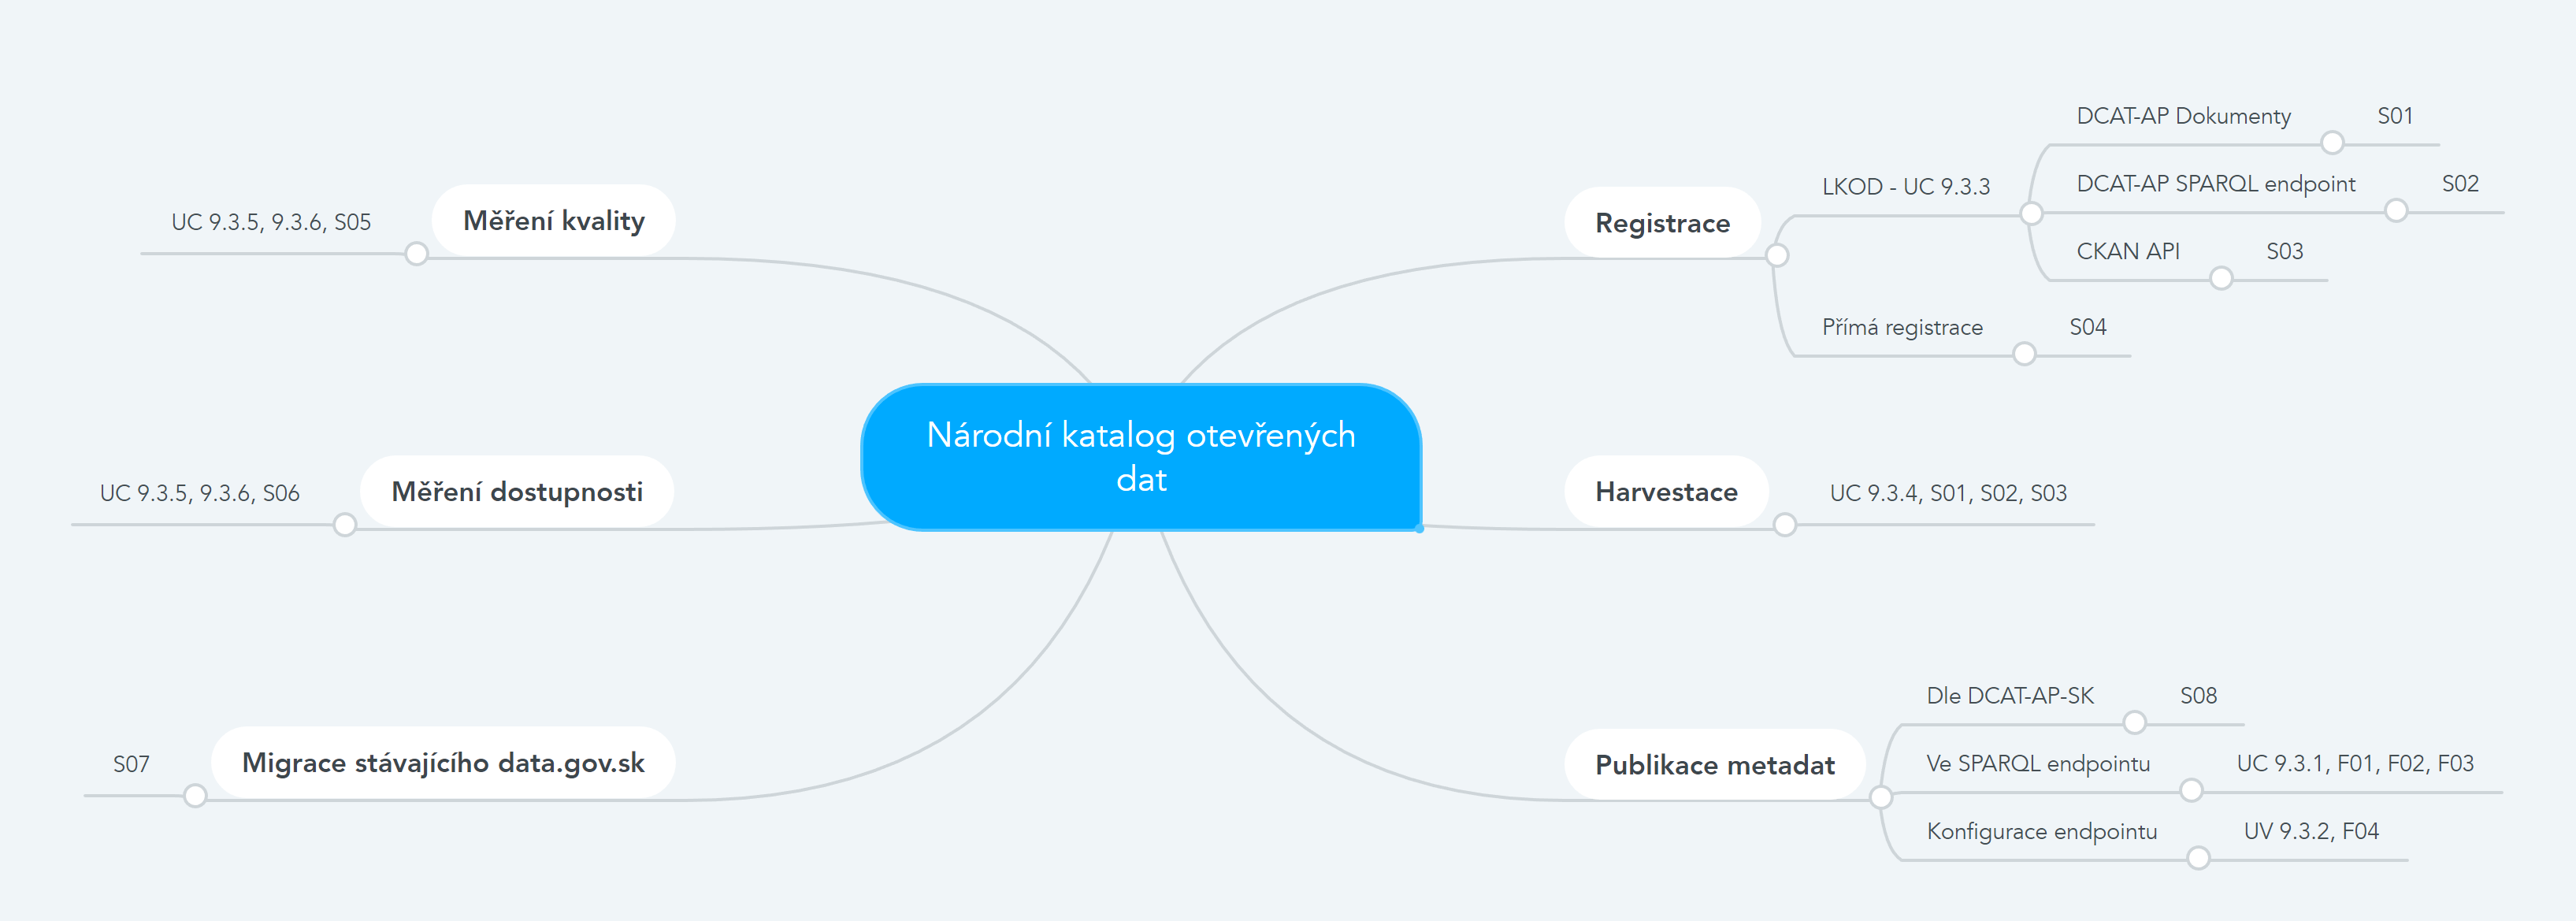 Národní katalog otevřených
dat
Registrace
LKOD - UC 9.3.3
DCAT-AP Dokumenty
S01
DCAT-AP SPARQL endpoint
S02
CKAN API
S03
Přímá registrace
S04
Harvestace
UC 9.3.4, S01, S02, S03
Publikace metadat
Dle DCAT-AP-SK
S08
Ve SPARQL endpointu
UC 9.3.1, F01, F02, F03
Konfigurace endpointu
UV 9.3.2, F04
Měření kvality
UC 9.3.5, 9.3.6, S05
Měření dostupnosti
UC 9.3.5, 9.3.6, S06
Migrace stávajícího data.gov.sk
S07